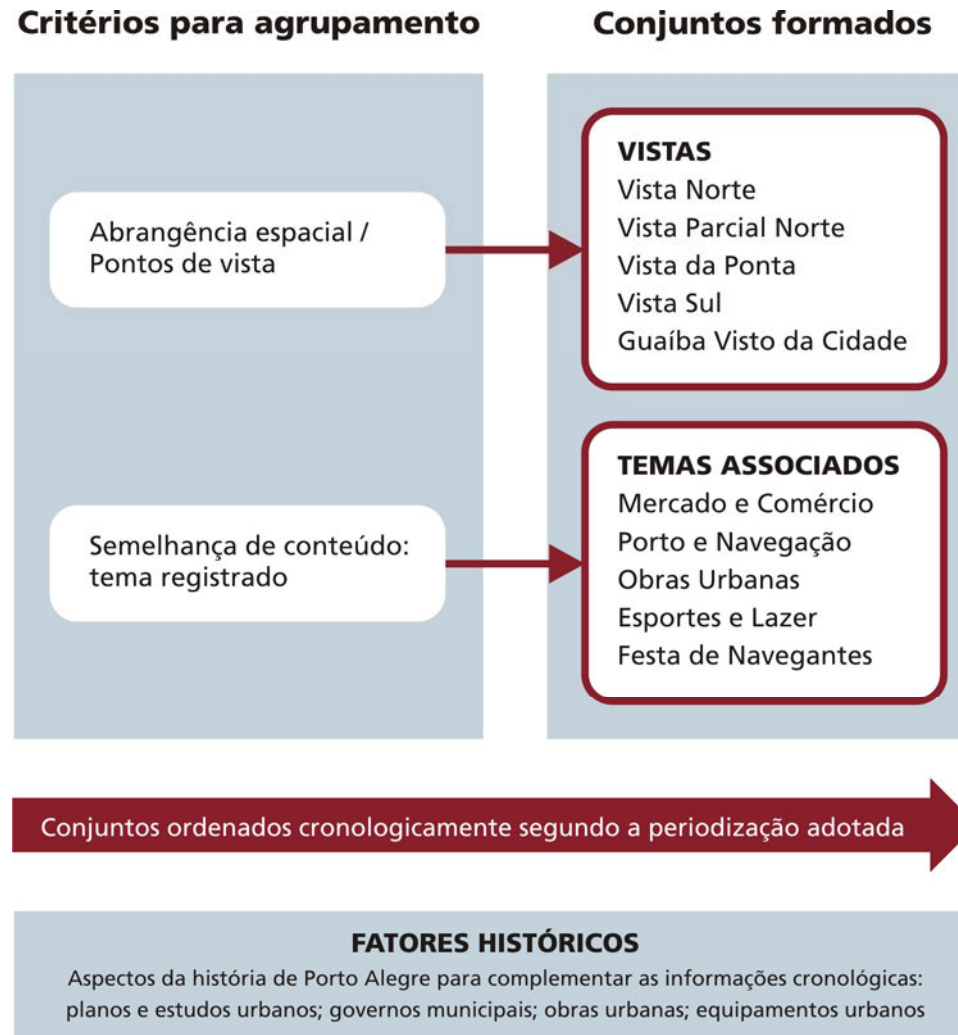 Critérios para agrupamento
Conjuntos formados
Abrangência espacial /
Pontos de vista
VISTAS
Vista Norte
Vista Parcial Norte
Vista da Ponta
Vista Sul
Guaíba Visto da Cidade
Semelhança de conteúdo:
tema registrado
TEMAS ASSOCIADOS
Mercado e Comércio
Porto e Navegação
Obras Urbanas
Esportes e Lazer
Festa de Navegantes
Conjuntos ordenados cronologicamente segundo a periodização adotada
FATORES HISTÓRICOS
Aspectos da história de Porto Alegre para complementar as informações cronológicas:
planos e estudos urbanos; governos municipais; obras urbanas; equipamentos urbanos